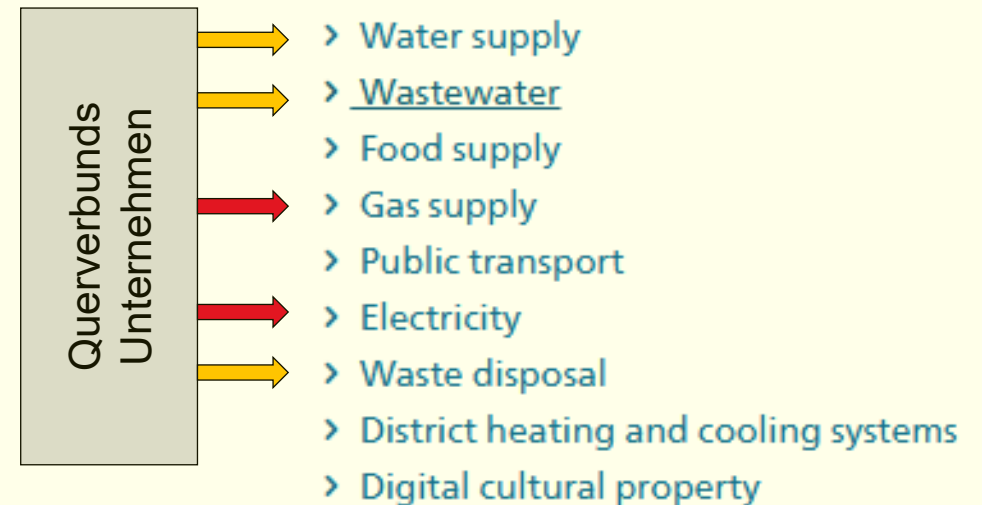 Querverbunds
Unternehmen
> Water supply
> Wastewater
> Food supply
> Gas supply
> Public transport
> Electricity
> Waste disposal
> District heating and cooling systems
> Digital cultural property